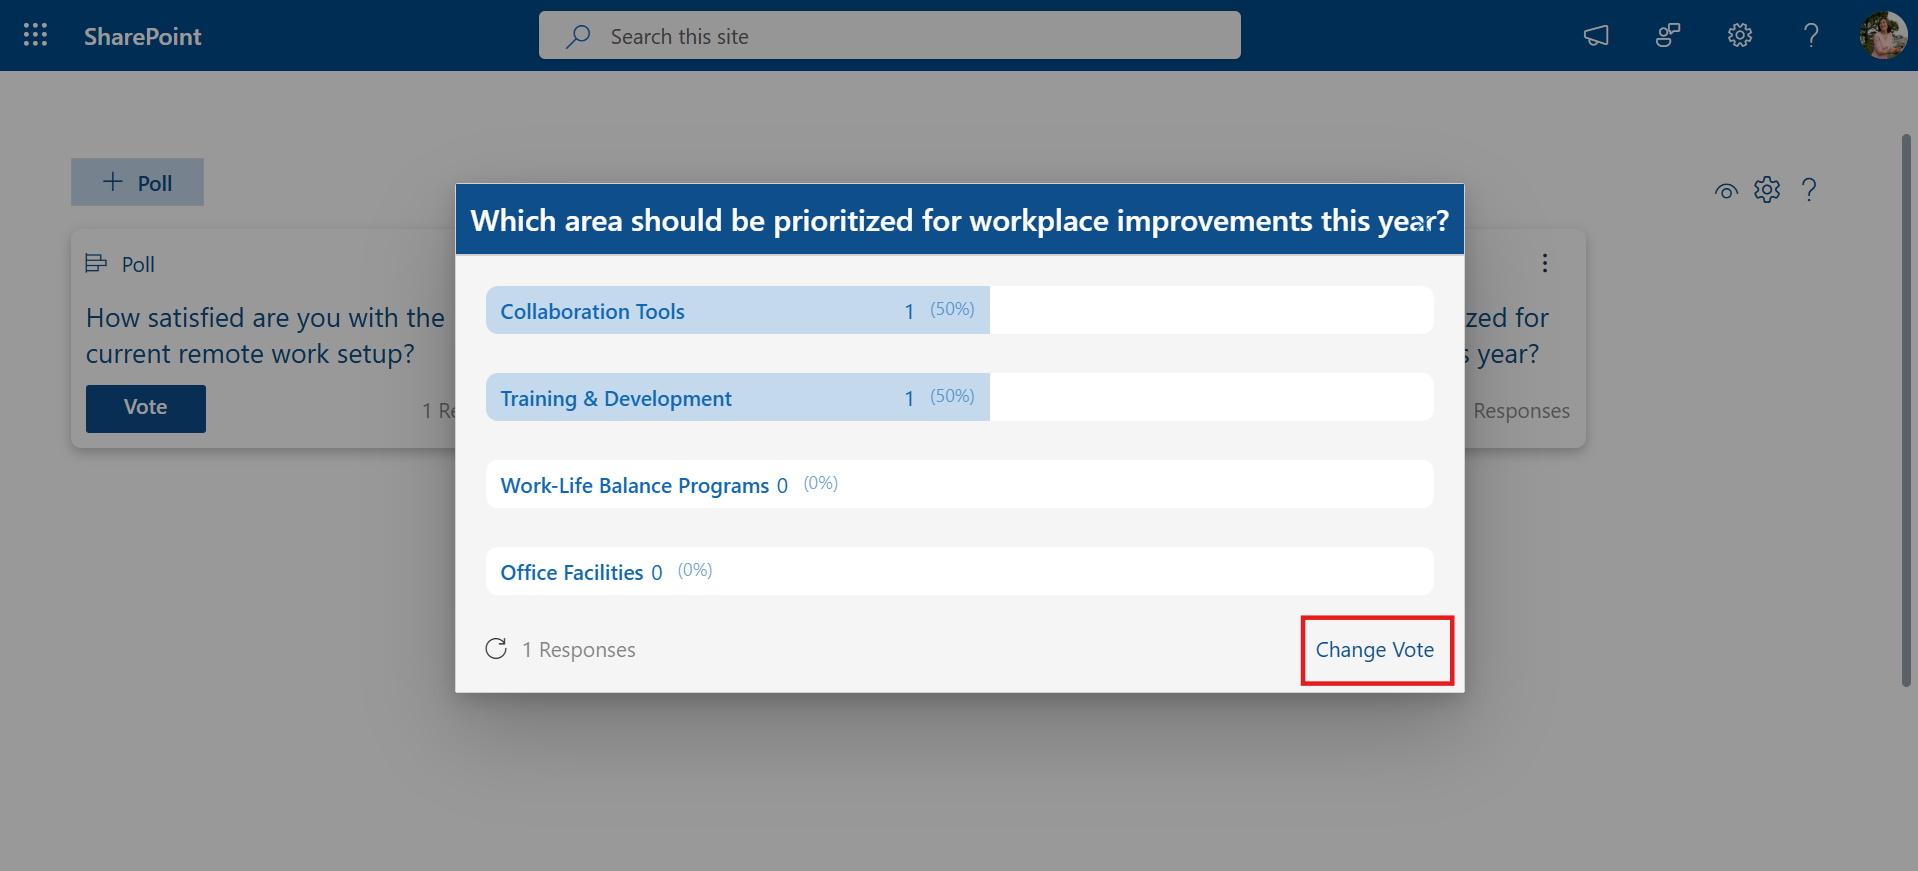 SharePoint
Search this site
Poll
Poll
How satisfied are you with the
current remote work setup?
Vote
1 Re
Which area should be prioritized for workplace improvements this year?
Collaboration Tools 1 (50%)
Training & Development 1 (50%)
Work-Life Balance Programs 0 (0%)
Office Facilities 0 (0%)
1 Responses
Change Vote
zed for
s year?
Responses